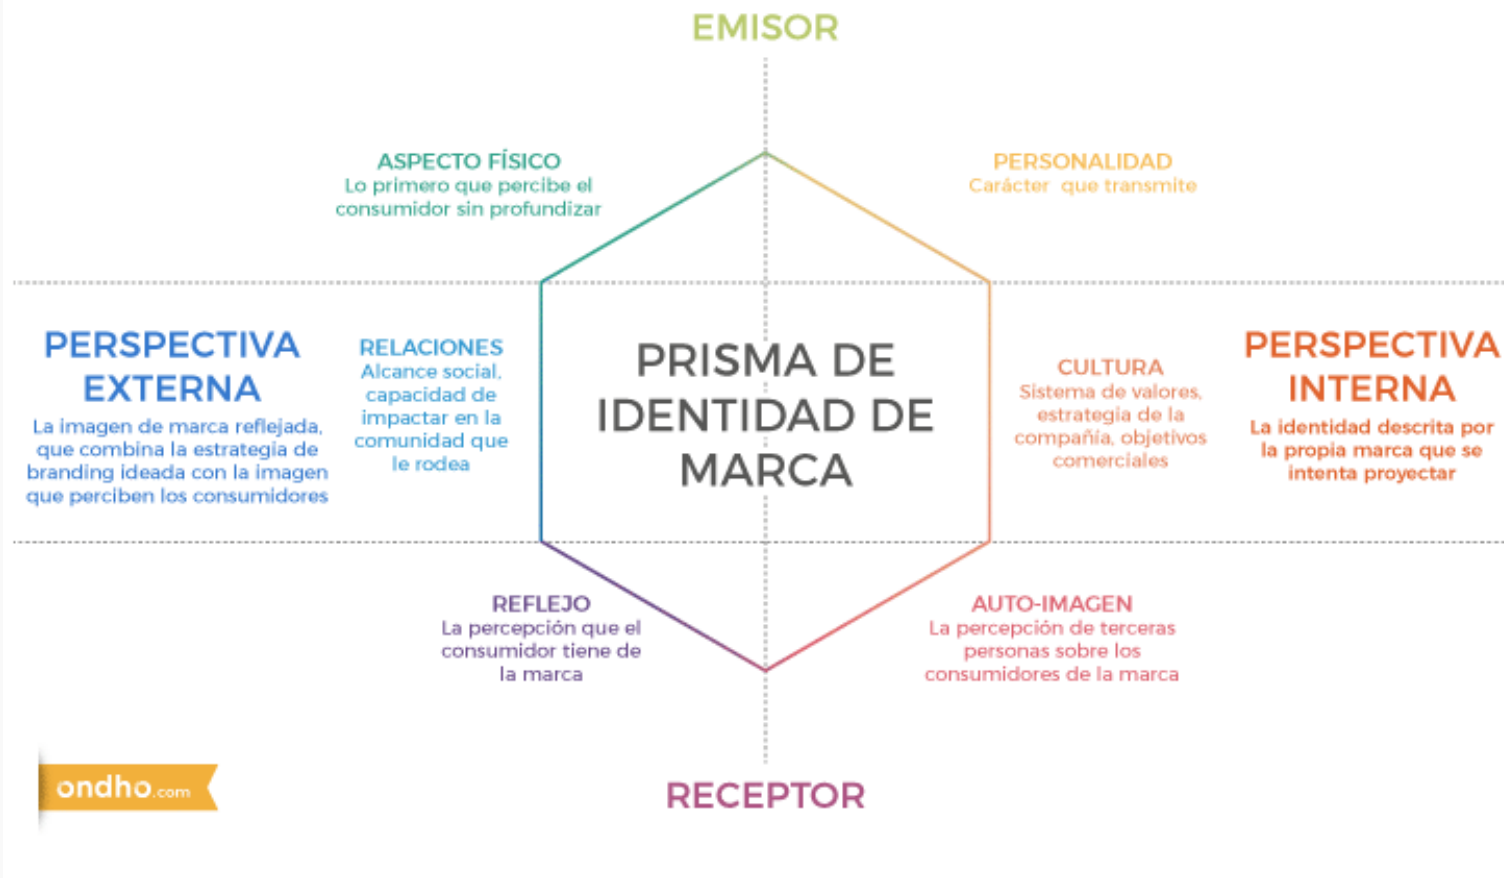 EMISOR
ASPECTO FÍSICO
Lo primero que percibe el
consumidor sin profundizar
PERSONALIDAD
Carácter que transmite
PERSPECTIVA
EXTERNA
La imagen de marca reflejada,
que combina la estrategia de
branding ideada con la imagen
que perciben los consumidores
RELACIONES
Alcance social,
capacidad de
impactar en la
comunidad que
le rodea
PRISMA DE
IDENTIDAD DE
MARCA
CULTURA
Sistema de valores,
estrategia de la
compañía, objetivos
comerciales
PERSPECTIVA
INTERNA
La identidad descrita por
la propia marca que se
intenta proyectar
REFLEJO
La percepción que el
consumidor tiene de
la marca
AUTO-IMAGEN
La percepción de terceras
personas sobre los
consumidores de la marca
RECEPTOR
ondho.com